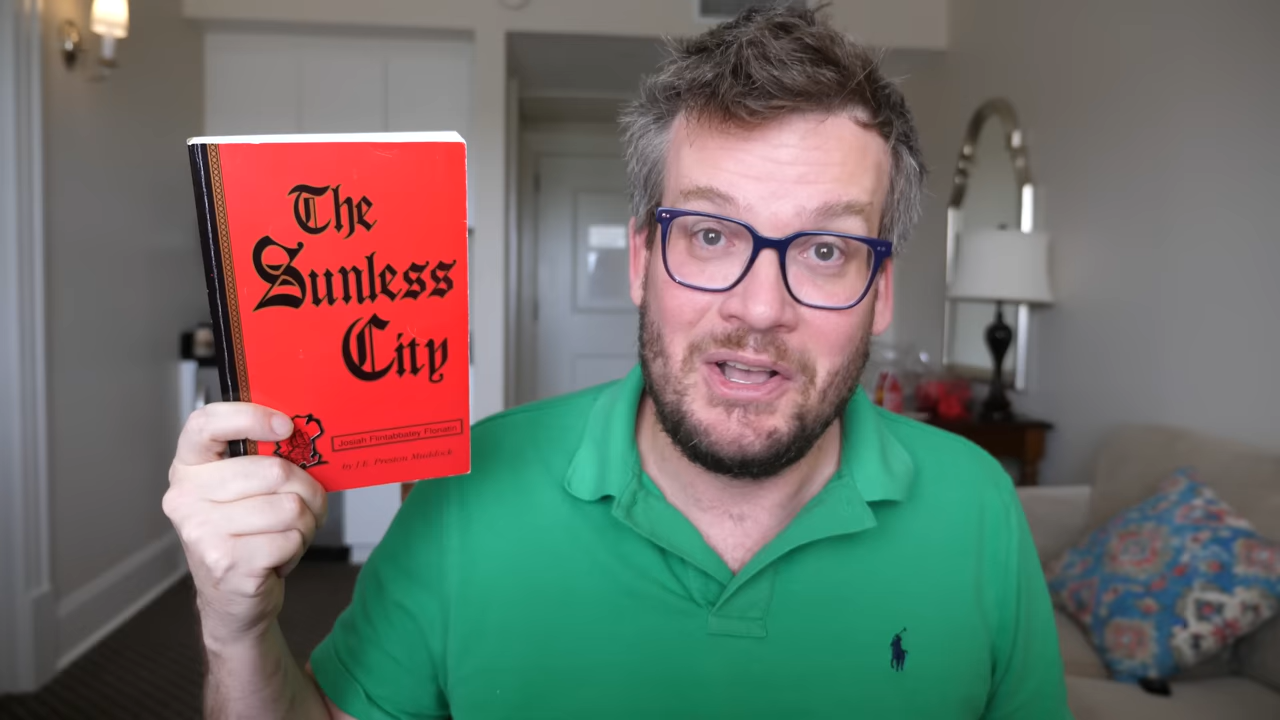 The
Sunless
City
Josiah Flintabbatey Flonatin
by J.E. Preston Muddock